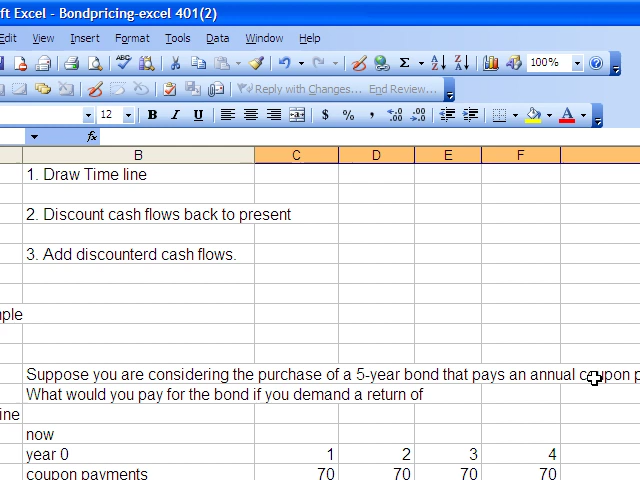 ft Excel - Bondpricing-excel 401(2)
Edit View Insert Format Tools Data Window Help
ABC Σ A Z Z A 100% ?
Reply with Changes... End Review...
12 B I U $ % , .00 .00
fx
B C D E F
1. Draw Time line
2. Discount cash flows back to present
3. Add discounterd cash flows.
mple
Suppose you are considering the purchase of a 5-year bond that pays an annual coupon p
What would you pay for the bond if you demand a return of
ine
now
year 0 1 2 3 4
coupon payments 70 70 70 70